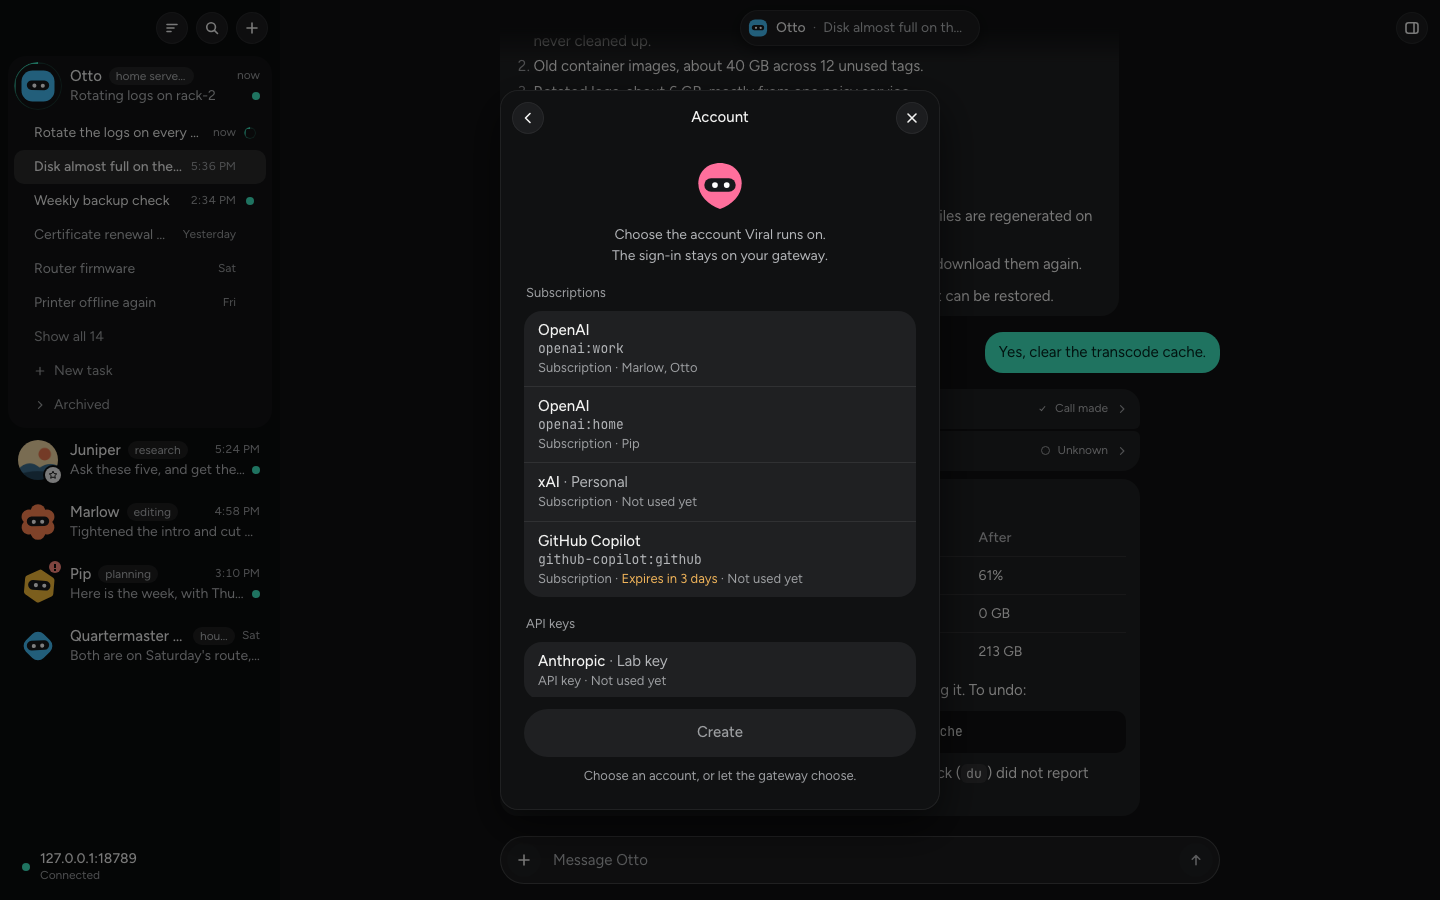 Otto
home serve...
now
Rotating logs on rack-2
Rotate the logs on every ...
now
Disk almost full on the...
5:36 PM
Weekly backup check
2:34 PM
Certificate renewal ...
Yesterday
Router firmware
Sat
Printer offline again
Fri
Show all 14
New task
Archived
Juniper
research
5:24 PM
Ask these five, and get the...
Marlow
editing
4:58 PM
Tightened the intro and cut ...
Pip
planning
3:10 PM
Here is the week, with Thu...
Quartermaster ...
hou...
Sat
Both are on Saturday's route,...
127.0.0.1:18789
Connected
Otto · Disk almost full on th...
never cleaned up.
2. Old container images, about 40 GB across 12 unused tags.
3. Rotated logs, about 6 GB, mostly from one noisy service.
Account
Choose the account Viral runs on.
The sign-in stays on your gateway.
Subscriptions
OpenAI
openai:work
Subscription · Marlow, Otto
OpenAI
openai:home
Subscription · Pip
xAI · Personal
Subscription · Not used yet
GitHub Copilot
github-copilot:github
Subscription · Expires in 3 days · Not used yet
API keys
Anthropic · Lab key
API key · Not used yet
Create
Choose an account, or let the gateway choose.
iles are regenerated on
download them again.
can be restored.
Yes, clear the transcode cache.
Call made
Unknown
After
61%
0 GB
213 GB
g it. To undo:
che
ck ( du ) did not report
Message Otto